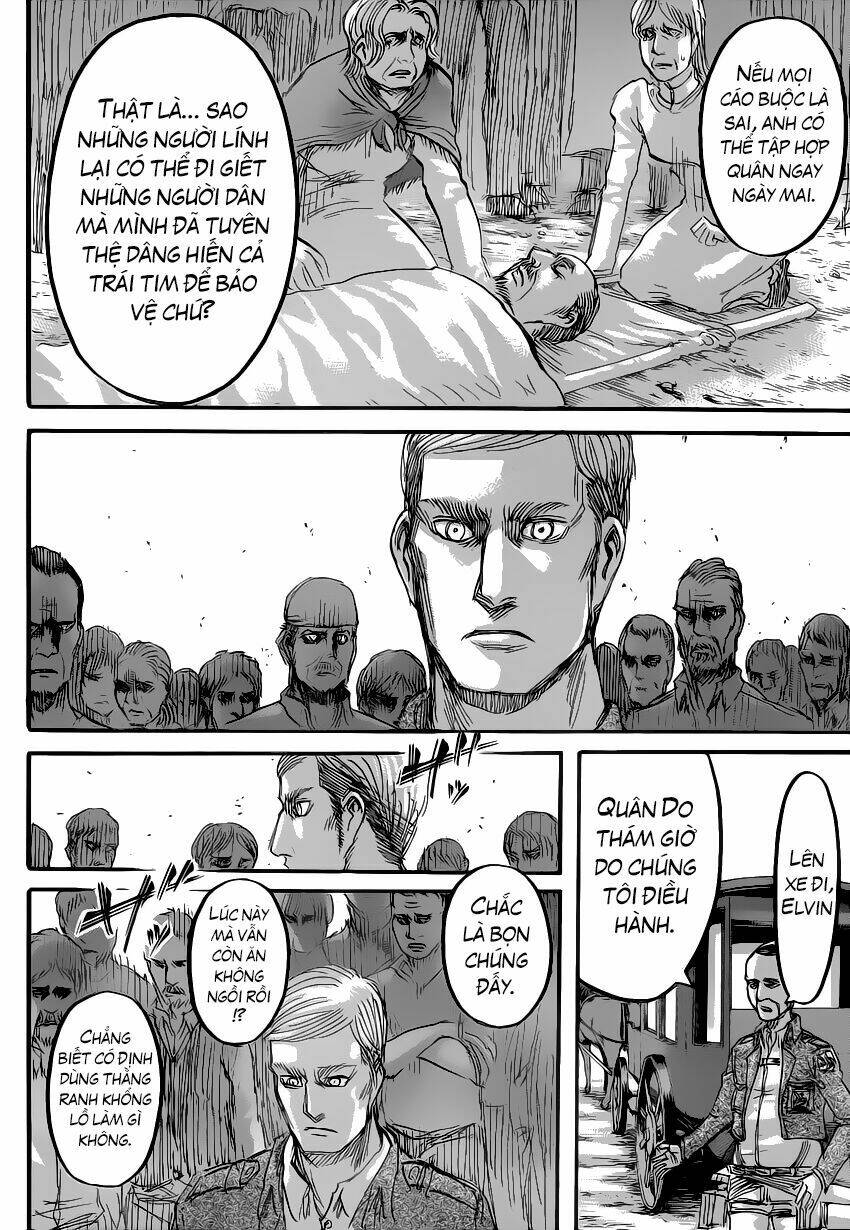 NẾU MỌI
CÁO BUỘC LÀ
SAI, ANH CÓ
THỂ TẬP HỢP
QUÂN NGAY
NGÀY MAI.
THẬT LÀ... SAO
NHỮNG NGƯỜI LÍNH
LẠI CÓ THỂ ĐI GIẾT
NHỮNG NGƯỜI DÂN
MÀ MÌNH ĐÃ TUYÊN
THỆ DÂNG HIẾN CẢ
TRÁI TIM ĐỂ BẢO
VỆ CHỨ?
LÊN
XE ĐI,
ELVIN
QUÂN DO
THÁM GIỜ
DO CHÚNG
TÔI ĐIỀU
HÀNH.
CHẮC
LÀ BỌN
CHÚNG
ĐẤY.
LÚC NÀY
MÀ VẪN
CÒN ĂN
KHÔNG
NGỒI RỒI
!?
CHẲNG
BIẾT CÓ ĐỊNH
DÙNG THẰNG
RANH KHỔNG
LỒ LÀM GÌ
KHÔNG.